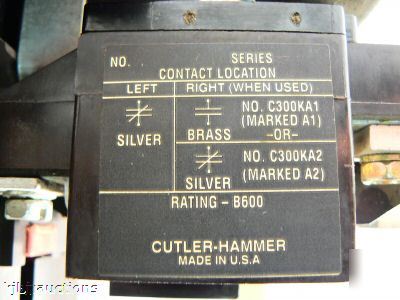 NO. SERIES
CONTACT LOCATION
LEFT RIGHT (WHEN USED)
NO. C300KA1
(MARKED A1)
SILVER BRASS -OR-
NO. C300KA2
SILVER (MARKED A2)
RATING - B600
CUTLER-HAMMER
MADE IN U.S.A